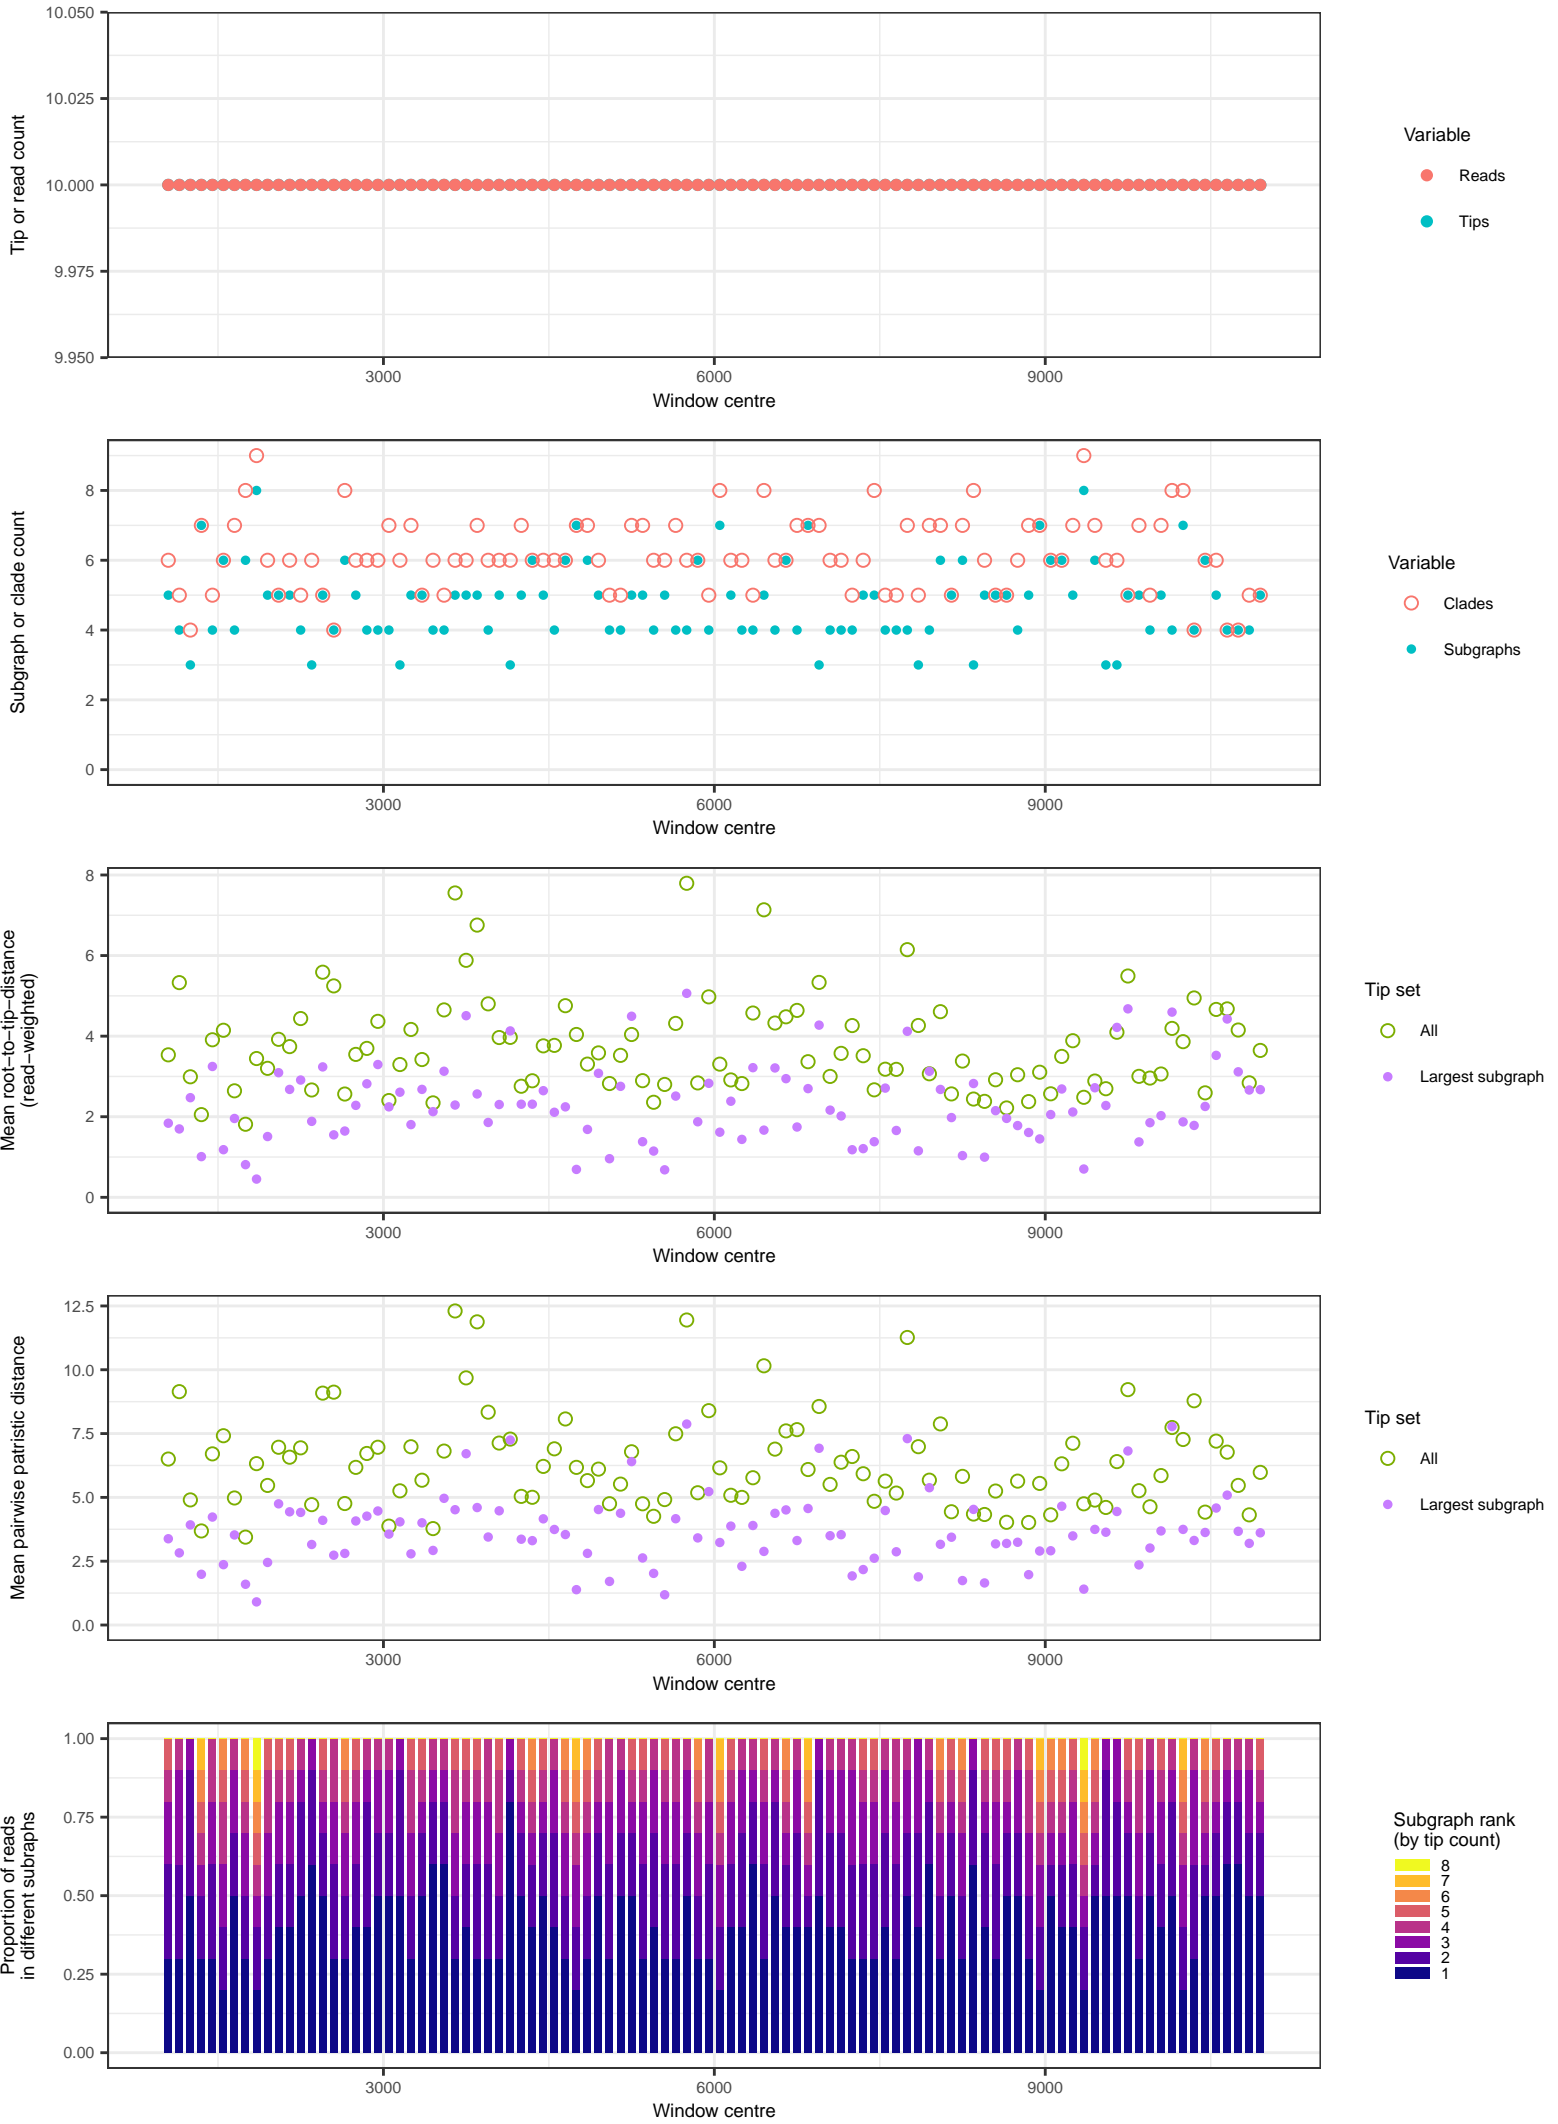 10.050
10.025
10.000
9.975
9.950
Tip or read count
3000
6000
9000
Window centre
Variable
Reads
Tips
8
6
4
2
0
Subgraph or clade count
3000
6000
9000
Window centre
Variable
Clades
Subgraphs
8
6
4
2
0
Mean root−to−tip−distance
(read−weighted)
3000
6000
9000
Window centre
Tip set
All
Largest subgraph
12.5
10.0
7.5
5.0
2.5
0.0
Mean pairwise patristic distance
3000
6000
9000
Window centre
Tip set
All
Largest subgraph
1.00
0.75
0.50
0.25
0.00
Proportion of reads
in different subraphs
3000
6000
9000
Window centre
Subgraph rank
(by tip count)
8
7
6
5
4
3
2
1